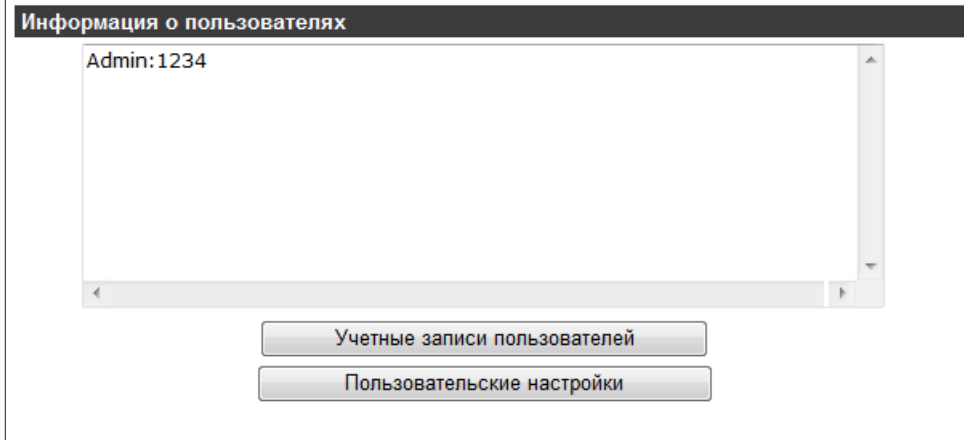 Информация о пользователях
Admin:1234
Учетные записи пользователей
Пользовательские настройки